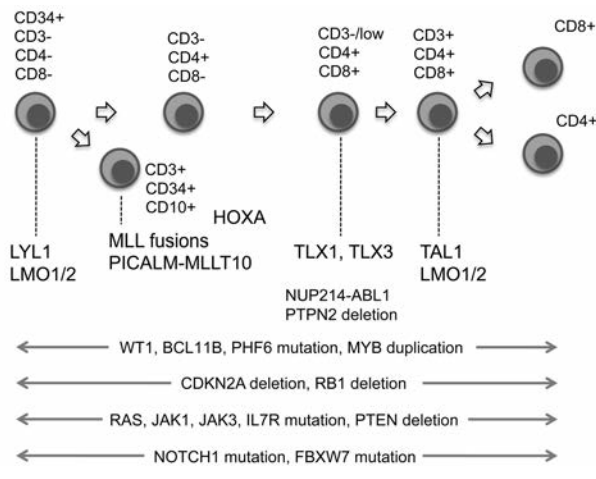 CD34+
CD3-
CD4-
CD8-
CD3-
CD4+
CD8-
CD3-/low
CD4+
CD8+
CD3+
CD4+
CD8+
CD8+
CD4+
CD3+
CD34+
CD10+
HOXA
LYL1
LMO1/2
MLL fusions
PICALM-MLLT10
TLX1, TLX3
TAL1
LMO1/2
NUP214-ABL1
PTPN2 deletion
WT1, BCL11B, PHF6 mutation, MYB duplication
CDKN2A deletion, RB1 deletion
RAS, JAK1, JAK3, IL7R mutation, PTEN deletion
NOTCH1 mutation, FBXW7 mutation